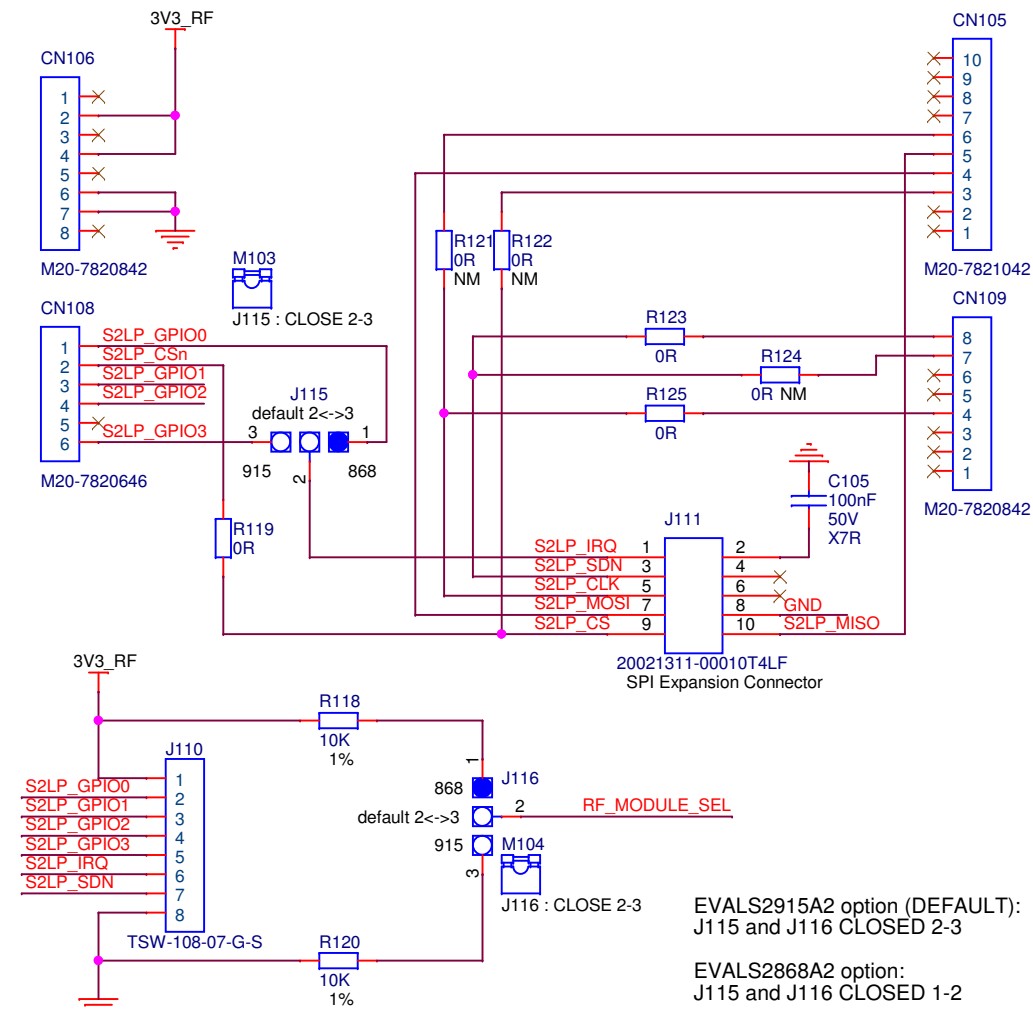 3V3_RF
CN106
1
2
3
4
5
6
7
8
M20-7820842
M103
J115 : CLOSE 2-3
CN108
1
2
3
4
5
6
S2LP_GPIO0
S2LP_CSn
S2LP_GPIO1
S2LP_GPIO2
S2LP_GPIO3
M20-7820646
J115
default 2<->3
3
1
915
868
2
R119
0R
CN105
10
9
8
7
6
5
4
3
2
1
M20-7821042
R121
0R
NM
R122
0R
NM
R123
0R
R124
0R NM
R125
0R
CN109
8
7
6
5
4
3
2
1
M20-7820842
C105
100nF
50V
X7R
J111
S2LP_IRQ 1 2
S2LP_SDN 3 4
S2LP_CLK 5 6
S2LP_MOSI 7 8 GND
S2LP_CS 9 10 S2LP_MISO
20021311-00010T4LF
SPI Expansion Connector
3V3_RF
R118
10K
1%
J110
1
S2LP_GPIO0 2
S2LP_GPIO1 3
S2LP_GPIO2 4
S2LP_GPIO3 5
S2LP_IRQ 6
S2LP_SDN 7
8
TSW-108-07-G-S
1
868
J116
default 2<->3
2
RF_MODULE_SEL
915
3
M104
J116 : CLOSE 2-3
R120
10K
1%
EVALS2915A2 option (DEFAULT):
J115 and J116 CLOSED 2-3
EVALS2868A2 option:
J115 and J116 CLOSED 1-2